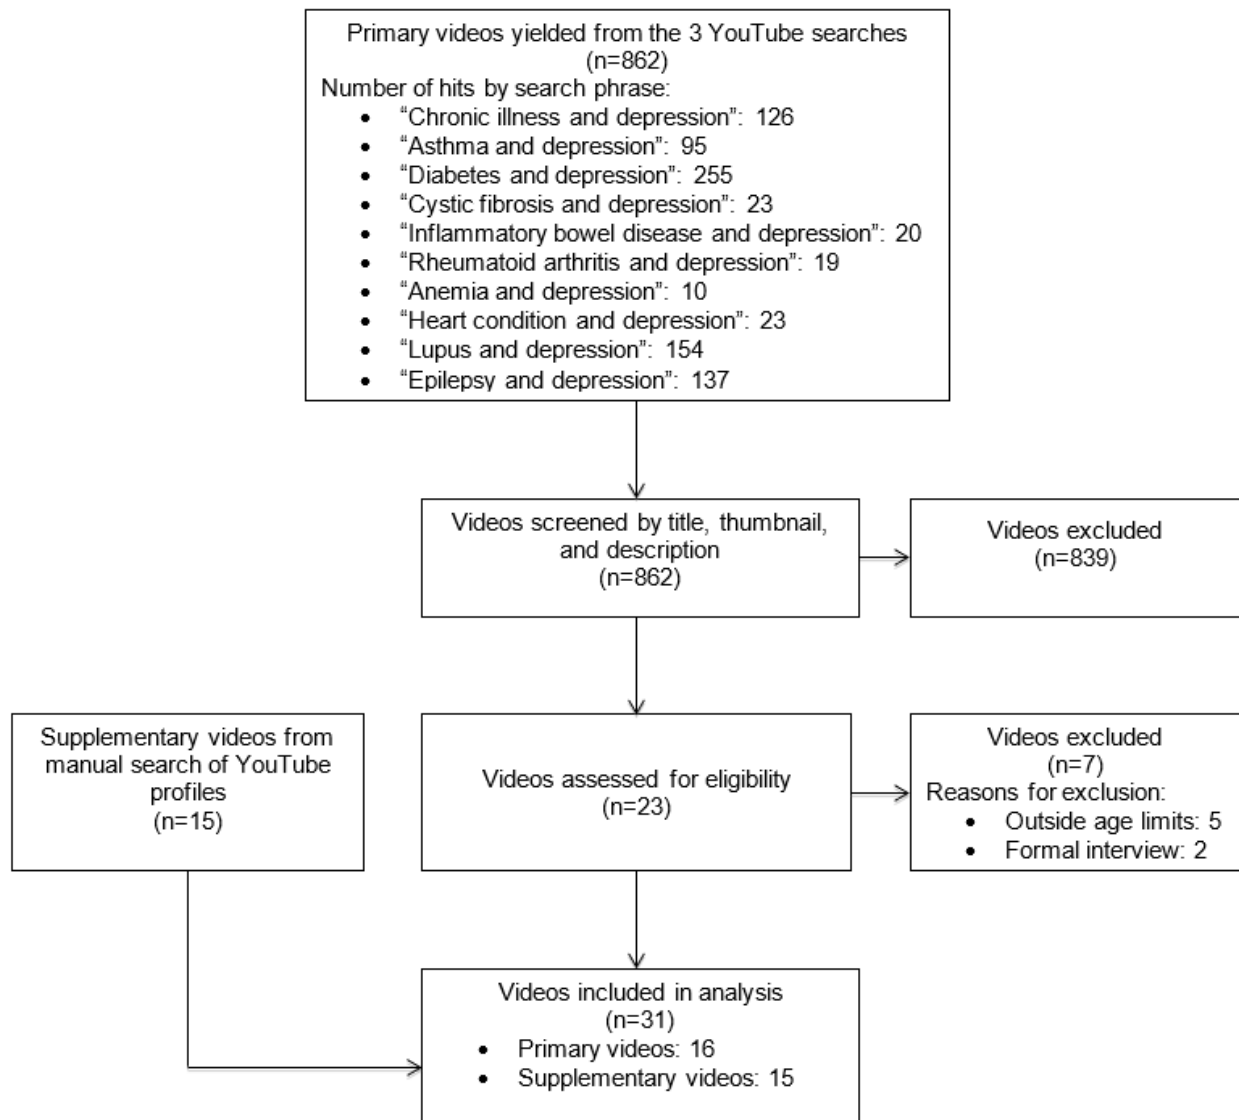 Primary videos yielded from the 3 YouTube searches
(n=862)
Number of hits by search phrase:
• “Chronic illness and depression”: 126
• “Asthma and depression”: 95
• “Diabetes and depression”: 255
• “Cystic fibrosis and depression”: 23
• “Inflammatory bowel disease and depression”: 20
• “Rheumatoid arthritis and depression”: 19
• “Anemia and depression”: 10
• “Heart condition and depression”: 23
• “Lupus and depression”: 154
• “Epilepsy and depression”: 137
Videos screened by title, thumbnail,
and description
(n=862)
Videos excluded
(n=839)
Supplementary videos from
manual search of YouTube
profiles
(n=15)
Videos assessed for eligibility
(n=23)
Videos excluded
(n=7)
Reasons for exclusion:
• Outside age limits: 5
• Formal interview: 2
Videos included in analysis
(n=31)
• Primary videos: 16
• Supplementary videos: 15